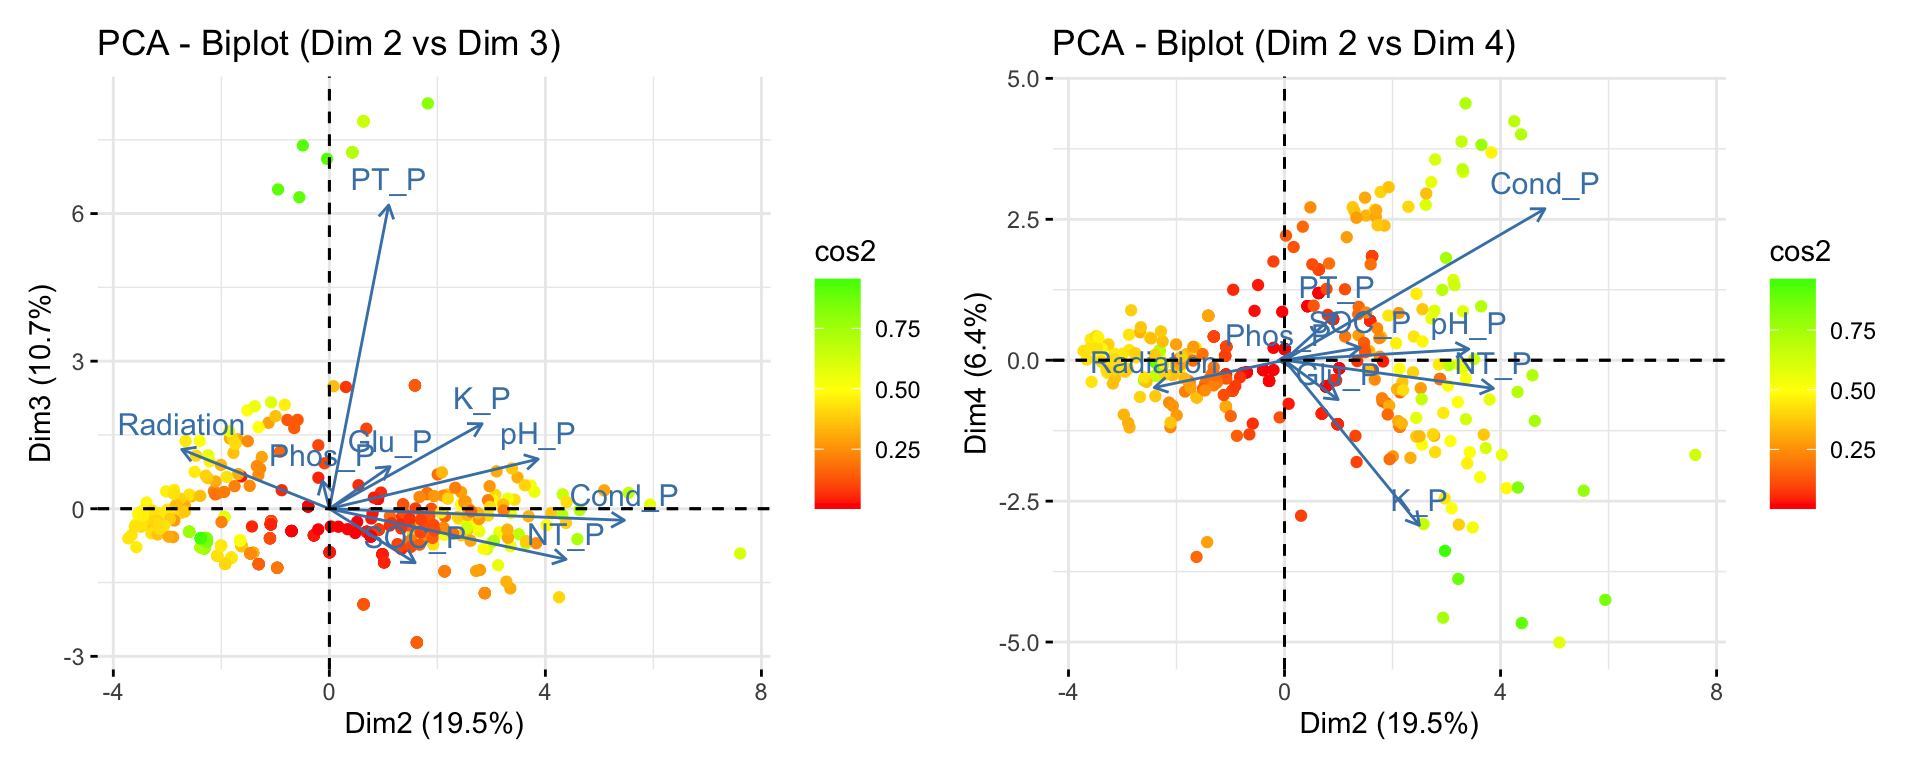 PCA - Biplot (Dim 2 vs Dim 3)
Dim3 (10.7%)
6
3
0
-3
PT_P
K_P
Radiation
Glu_P
pH_P
Phos_P
Cond_P
SOC_P
NT_P
-4
0
4
8
Dim2 (19.5%)
cos2
0.75
0.50
0.25
PCA - Biplot (Dim 2 vs Dim 4)
Dim4 (6.4%)
5.0
2.5
0.0
-2.5
-5.0
Cond_P
PT_P
SOC_P
pH_P
Phos_P
Radiation
Glu_P
NT_P
K_P
-4
0
4
8
Dim2 (19.5%)
cos2
0.75
0.50
0.25